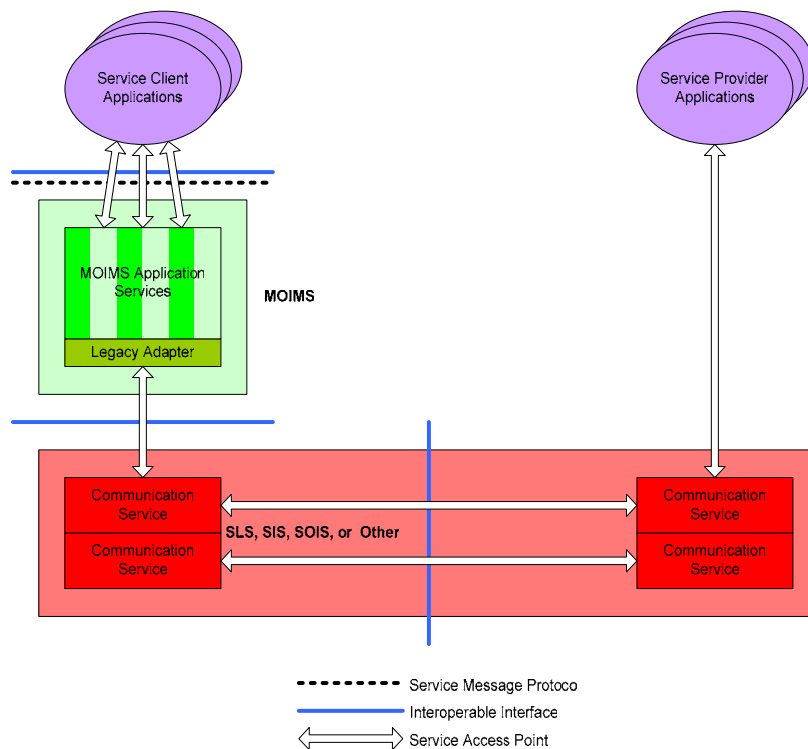 Service Client
Applications
Service Provider
Applications
MOIMS Application
Services
MOIMS
Legacy Adapter
Communication
Service
Communication
Service
SLS, SIS, SOIS, or Other
Communication
Service
Communication
Service
Service Message Protoco
Interoperable Interface
Service Access Point